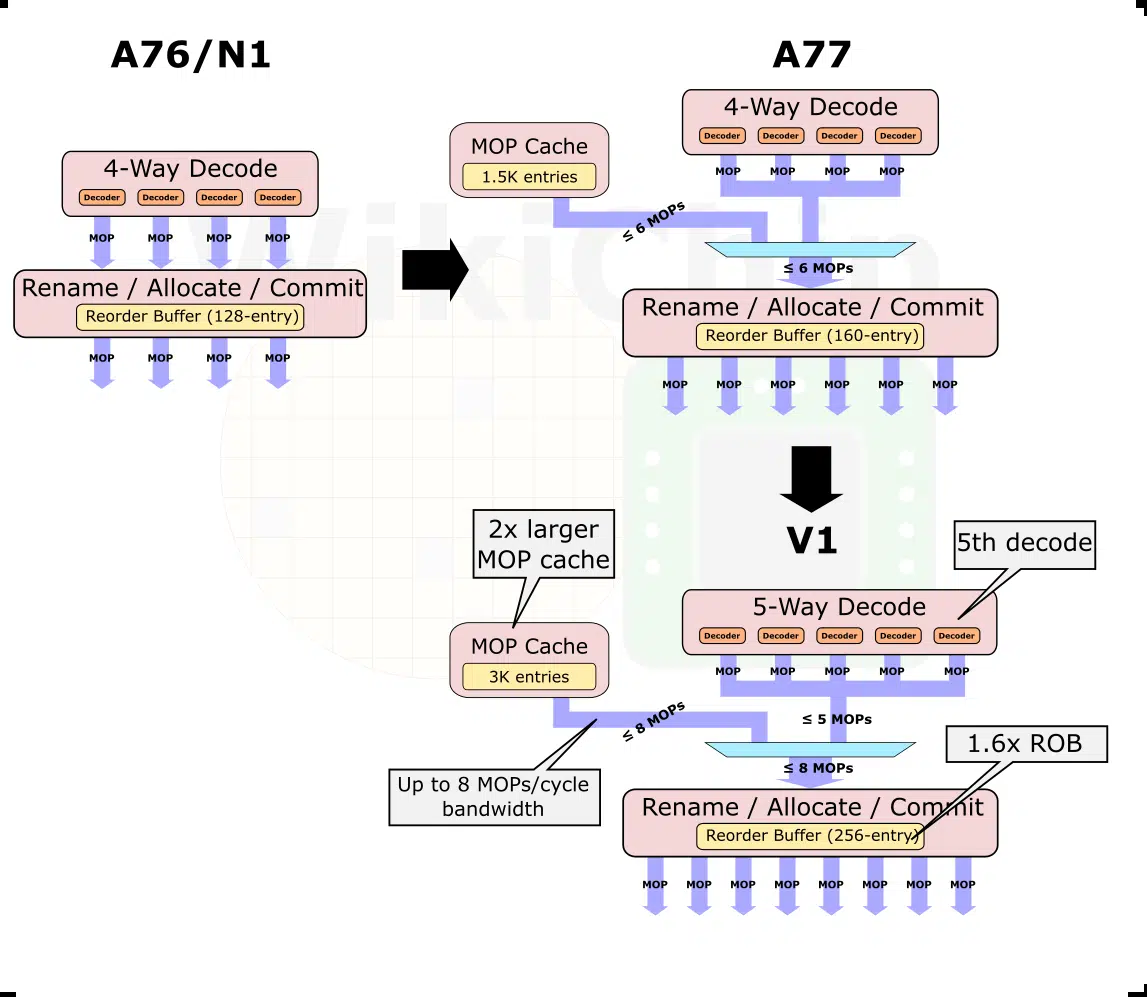 A76/N1
4-Way Decode
Decoder Decoder Decoder Decoder
MOP MOP MOP MOP
Rename / Allocate / Commit
Reorder Buffer (128-entry)
MOP MOP MOP MOP
A77
4-Way Decode
Decoder Decoder Decoder Decoder
MOP MOP MOP MOP
MOP Cache
1.5K entries
≤ 6 MOPs
≤ 6 MOPs
Rename / Allocate / Commit
Reorder Buffer (160-entry)
MOP MOP MOP MOP MOP MOP
V1
2x larger
MOP cache
5th decode
5-Way Decode
Decoder Decoder Decoder Decoder Decoder
MOP MOP MOP MOP MOP
MOP Cache
3K entries
≤ 8 MOPs
≤ 5 MOPs
Up to 8 MOPs/cycle
bandwidth
1.6x ROB
≤ 8 MOPs
Rename / Allocate / Commit
Reorder Buffer (256-entry)
MOP MOP MOP MOP MOP MOP MOP MOP
WikiChip